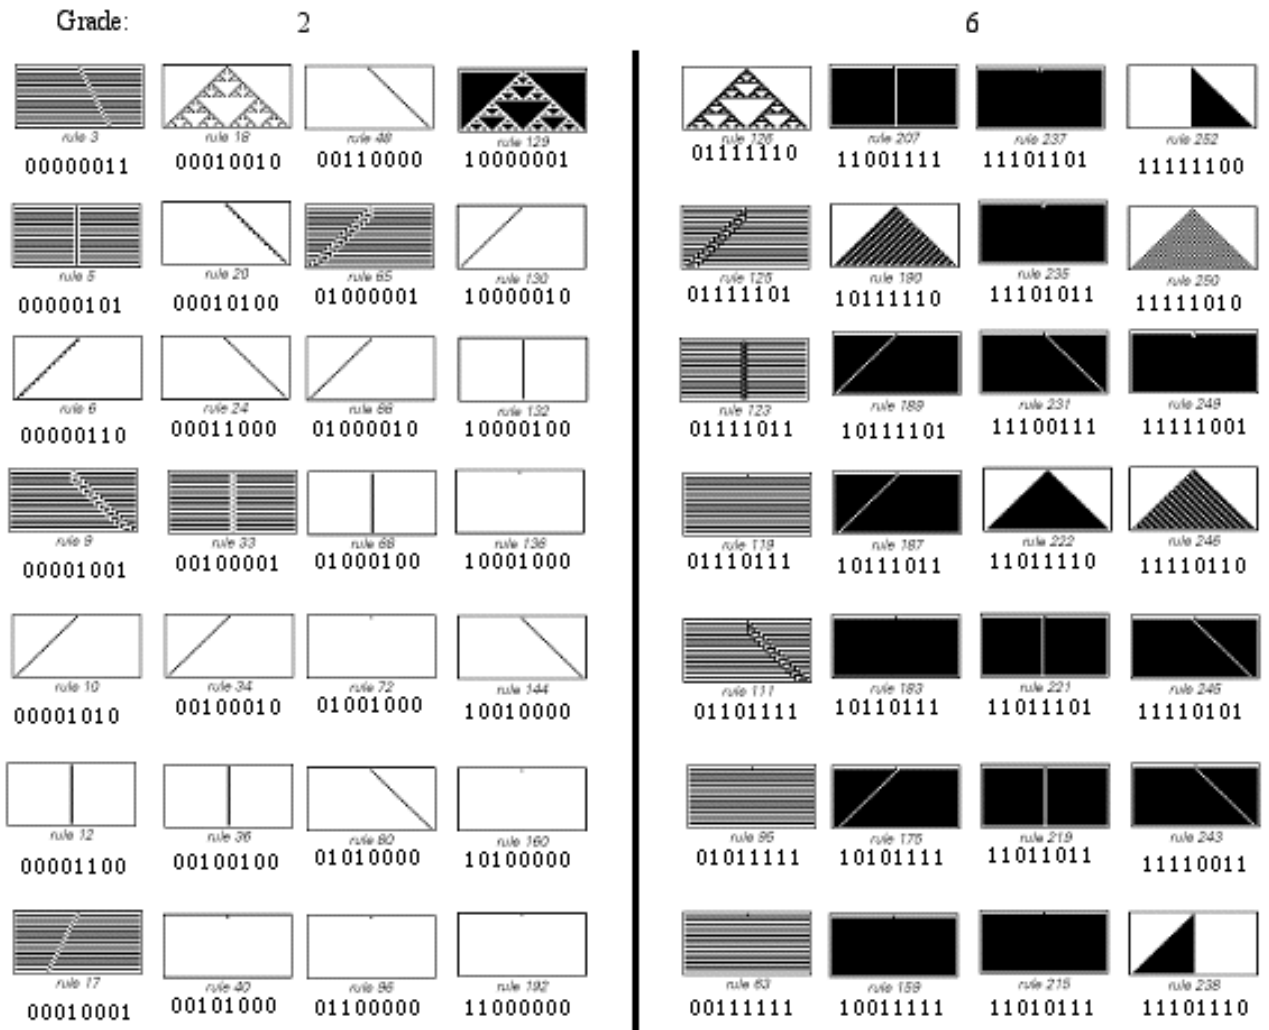 Grade: 2 6
rule 3 rule 18 rule 48 rule 129 rule 126 rule 207 rule 237 rule 252
00000011 00010010 00110000 10000001 01111110 11001111 11101101 11111100
rule 5 rule 20 rule 65 rule 130 rule 125 rule 190 rule 235 rule 250
00000101 00010100 01000001 10000010 01111101 10111110 11101011 11111010
rule 6 rule 24 rule 66 rule 132 rule 123 rule 189 rule 231 rule 249
00000110 00011000 01000010 10000100 01111011 10111101 11100111 11111001
rule 9 rule 33 rule 68 rule 136 rule 119 rule 187 rule 222 rule 246
00001001 00100001 01000100 10001000 01110111 10111011 11011110 11110110
rule 10 rule 34 rule 72 rule 144 rule 111 rule 183 rule 221 rule 245
00001010 00100010 01001000 10010000 01101111 10110111 11011101 11110101
rule 12 rule 36 rule 80 rule 160 rule 95 rule 175 rule 219 rule 243
00001100 00100100 01010000 10100000 01011111 10101111 11011011 11110011
rule 17 rule 40 rule 96 rule 192 rule 63 rule 159 rule 215 rule 238
00010001 00101000 01100000 11000000 00111111 10011111 11010111 11101110